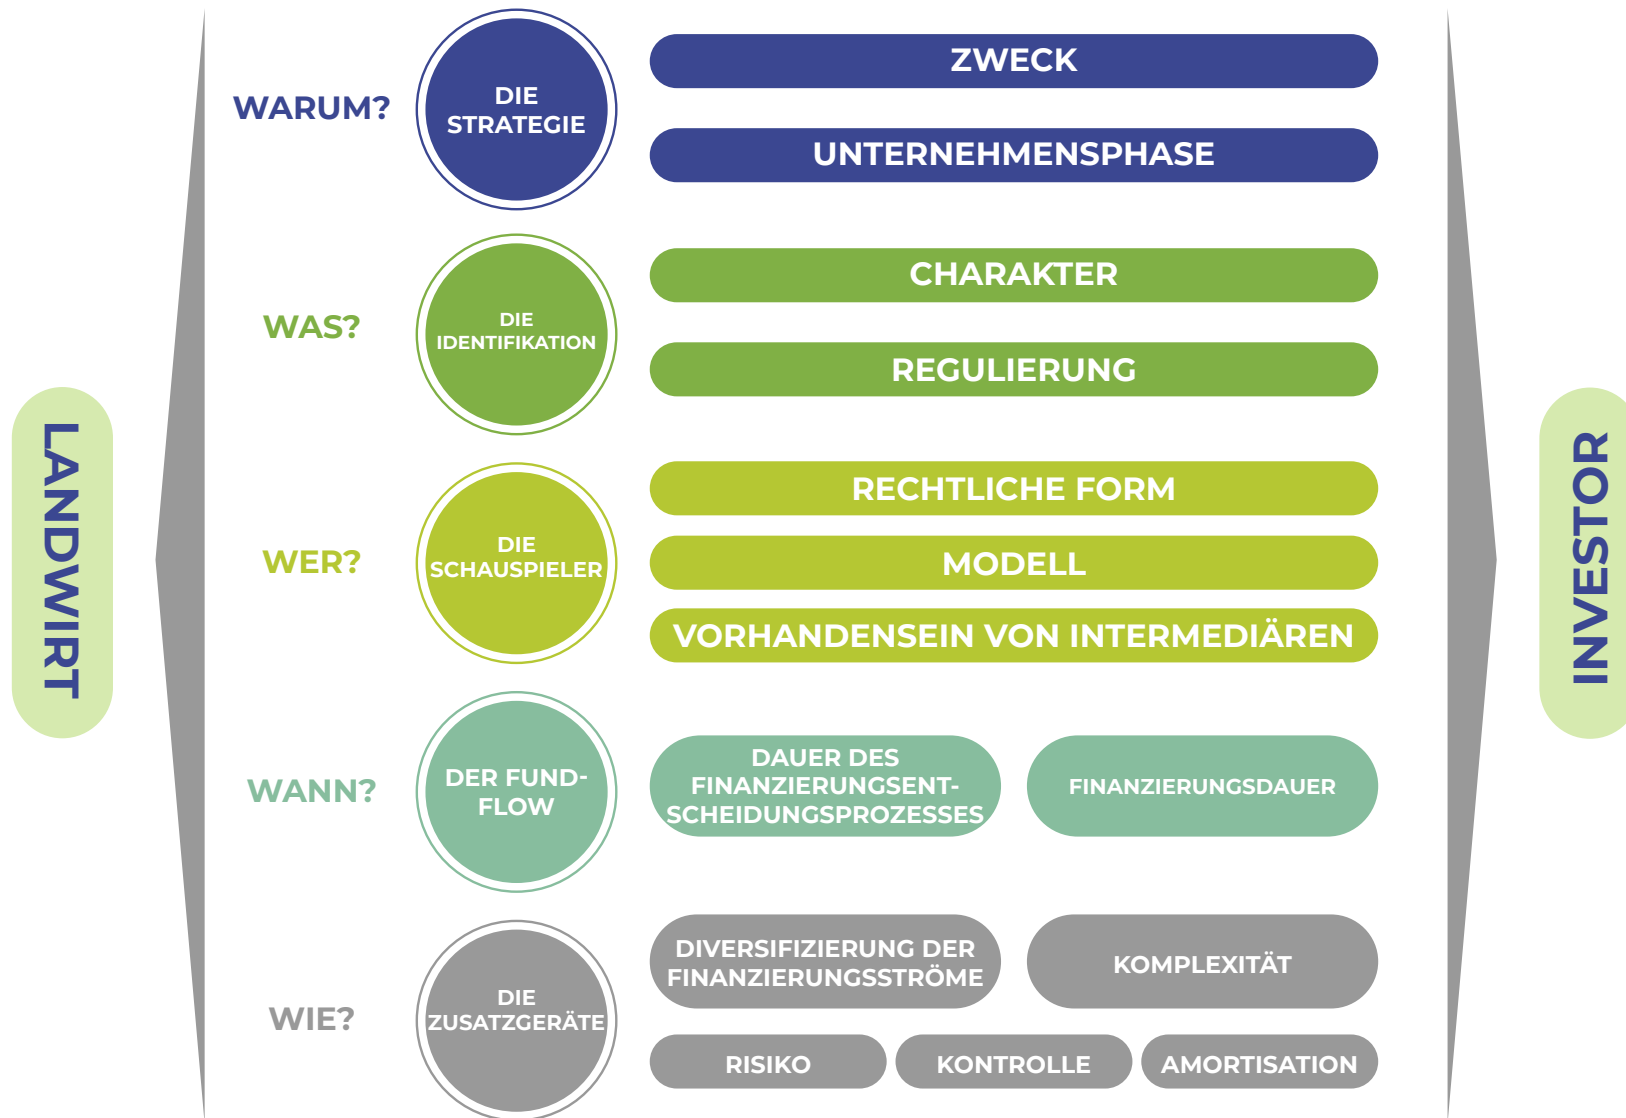 LANDWIRT
WARUM?
DIE
STRATEGIE
ZWECK
UNTERNEHMENSPHASE
WAS?
DIE
IDENTIFIKATION
CHARAKTER
REGULIERUNG
WER?
DIE
SCHAUSPIELER
RECHTLICHE FORM
MODELL
VORHANDENSEIN VON INTERMEDIÄREN
WANN?
DER FUND-
FLOW
DAUER DES
FINANZIERUNGSENT-
SCHEIDUNGSPROZESSES
FINANZIERUNGSDAUER
WIE?
DIE
ZUSATZGERÄTE
DIVERSIFIZIERUNG DER
FINANZIERUNGSSTRÖME
KOMPLEXITÄT
RISIKO
KONTROLLE
AMORTISATION
INVESTOR